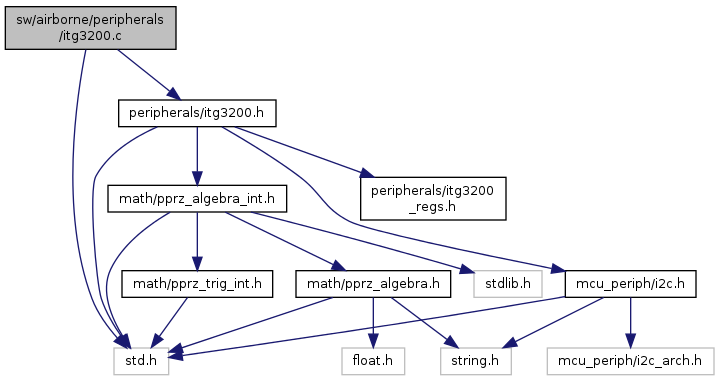 sw/airborne/peripherals
/itg3200.c
peripherals/itg3200.h
peripherals/itg3200
_regs.h
math/pprz_algebra_int.h
math/pprz_trig_int.h
math/pprz_algebra.h
stdlib.h
mcu_periph/i2c.h
std.h
float.h
string.h
mcu_periph/i2c_arch.h